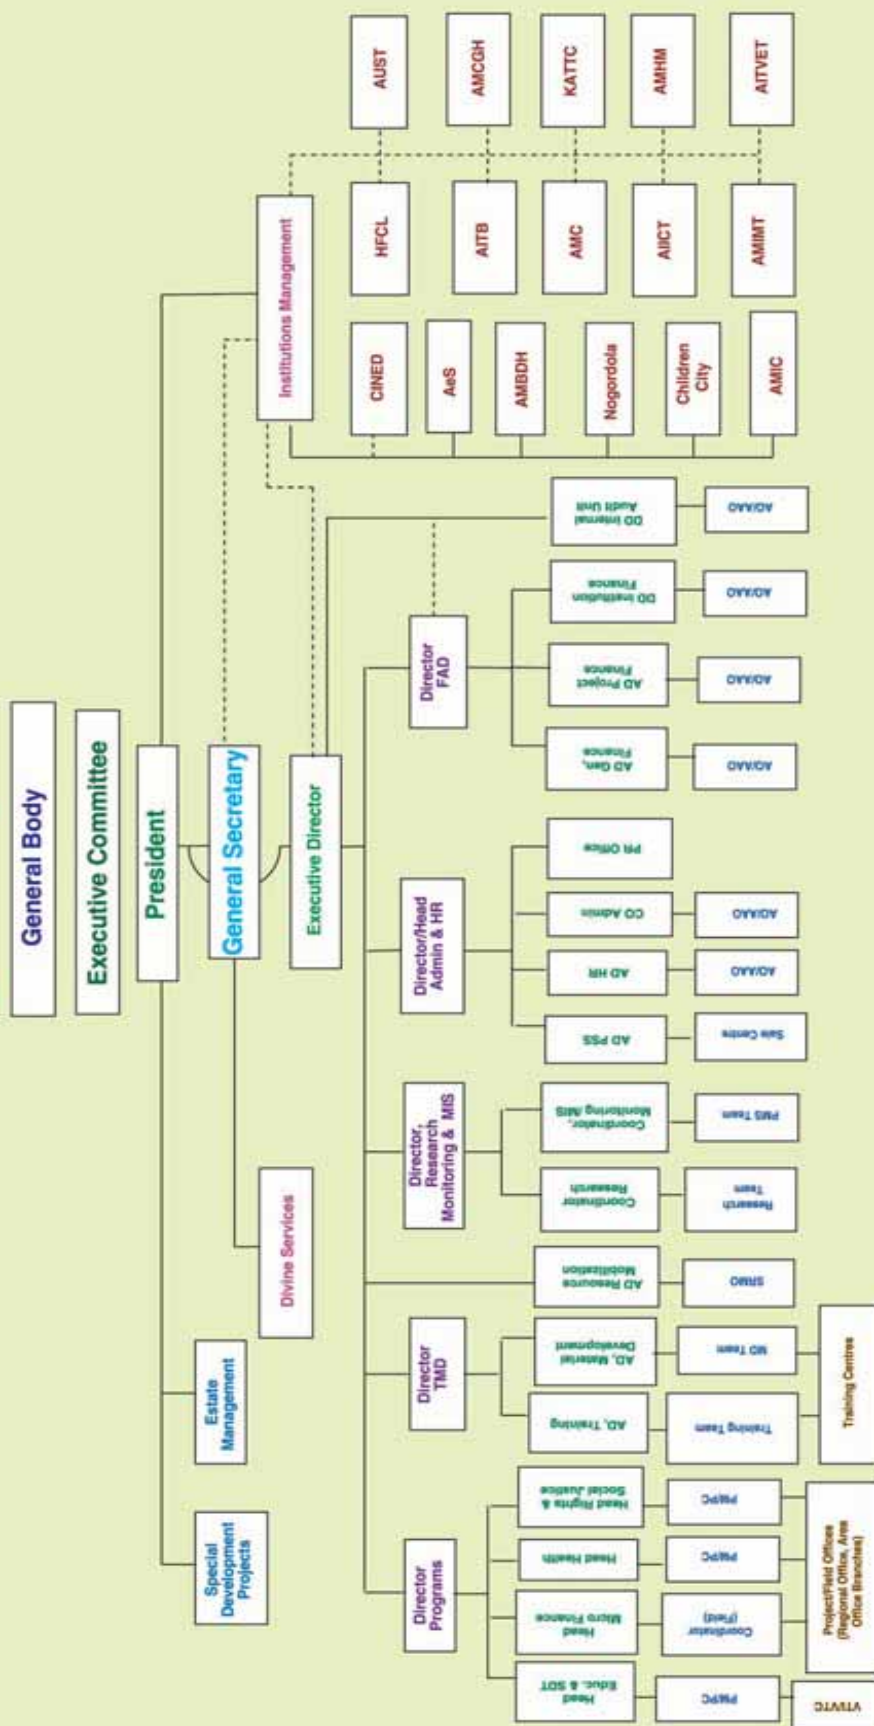 General Body
Executive Committee
President
General Secretary
Executive Director
Special
Development
Projects
Estate
Management
Divine Services
Institutions Management
Director
Programs
Director
TMD
Director,
Research
Monitoring & MIS
Director/Head
Admin & HR
Director
FAD
Head
Educ. & SDT
Head
Micro Finance
Head Health
Head Rights &
Social Justice
AD, Training
AD, Material
Development
AD Resource
Mobilization
Coordinator
Research
Coordinator,
Monitoring /MIS
AD PSS
AD HR
CO Admin
PR Office
AD Gen,
Finance
AD Project
Finance
DD Institution
Finance
DD Internal
Audit Unit
PM/PC
Coordinator
(Field)
PM/PC
PM/PC
Training Team
MD Team
SRMO
Research
Team
PMS Team
Sale Centre
AO/AAO
AO/AAO
AO/AAO
AO/AAO
AO/AAO
AO/AAO
VTI/VTC
Project/Field Offices
(Regional Office, Area
Office Branches)
Training Centres
CINED
AeS
AMBDH
Nogordola
Children
City
AMIC
HFCL
AITB
AMC
AIICT
AMIMT
AUST
AMCGH
KATTC
AMHM
AITVET